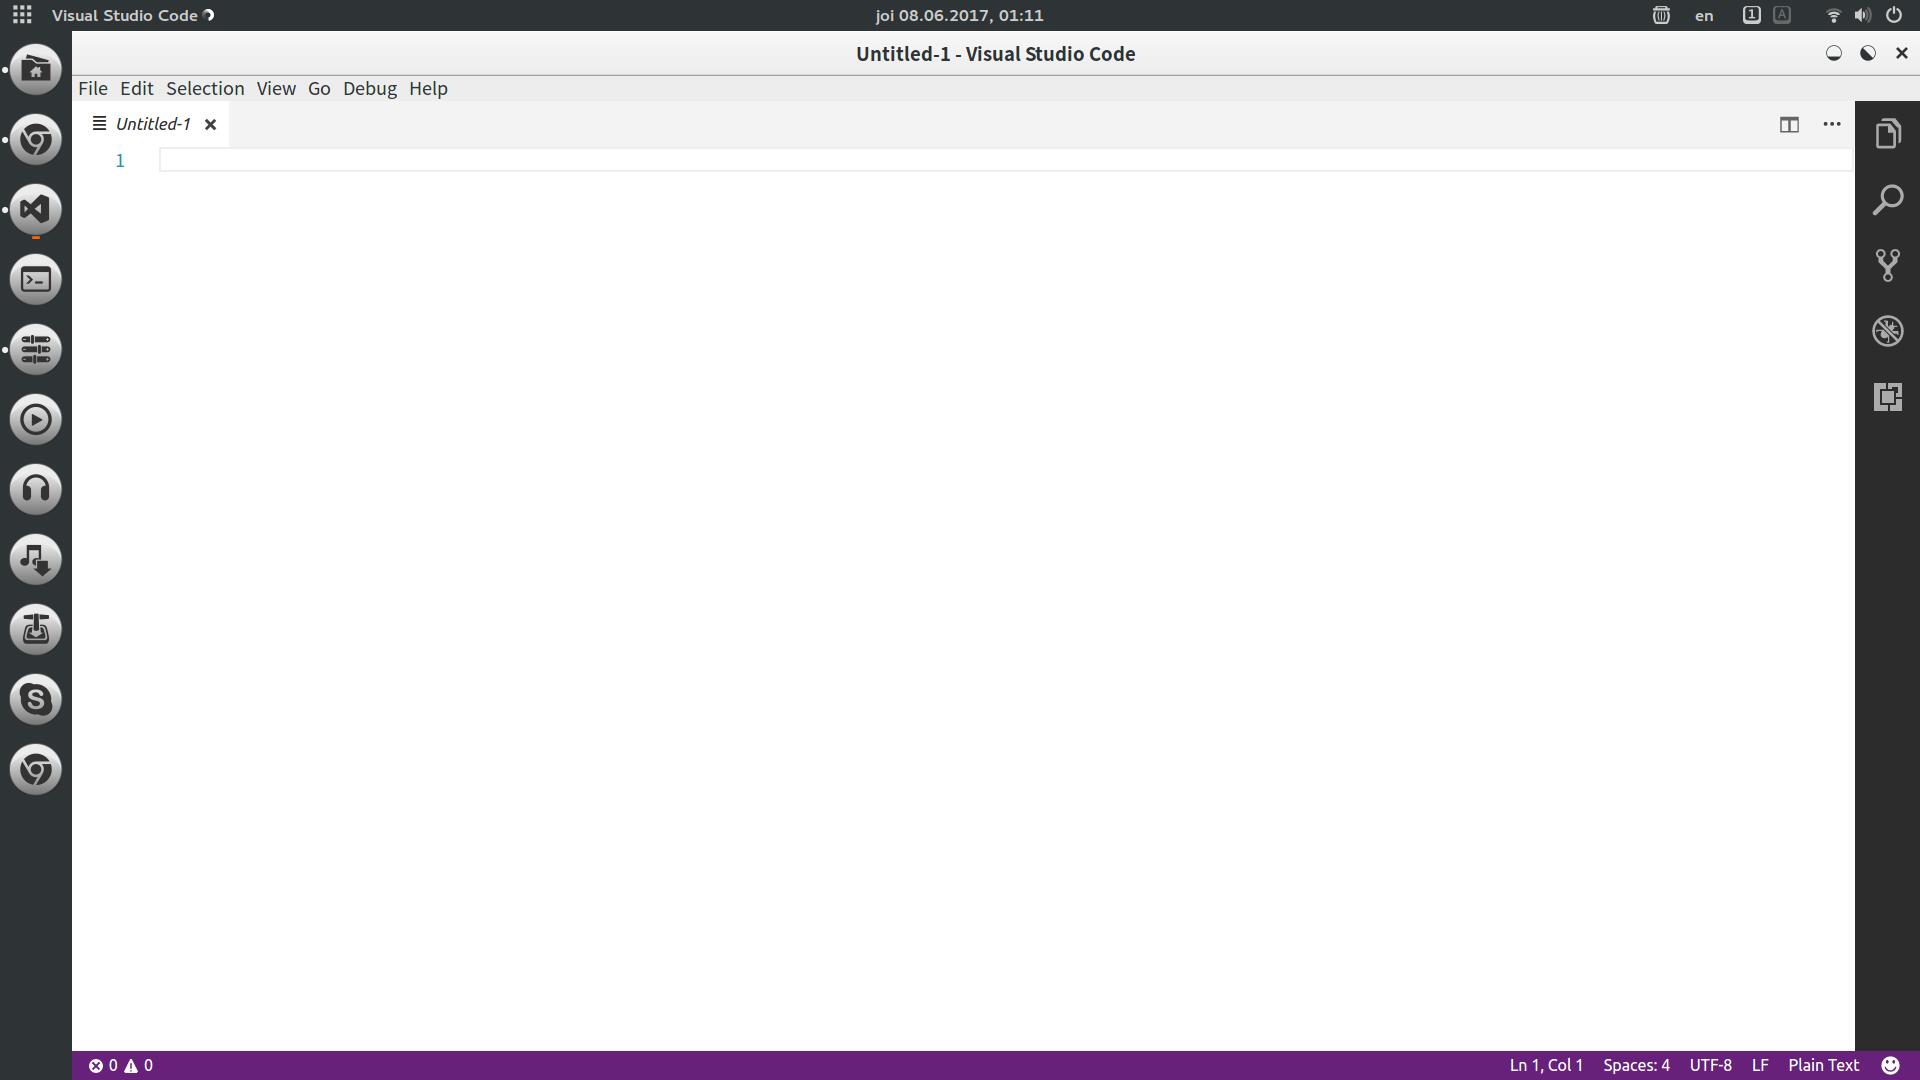 Visual Studio Code
joi 08.06.2017, 01:11
en
1
A
Untitled-1 - Visual Studio Code
File Edit Selection View Go Debug Help
Untitled-1
1
0 0
Ln 1, Col 1 Spaces: 4 UTF-8 LF Plain Text